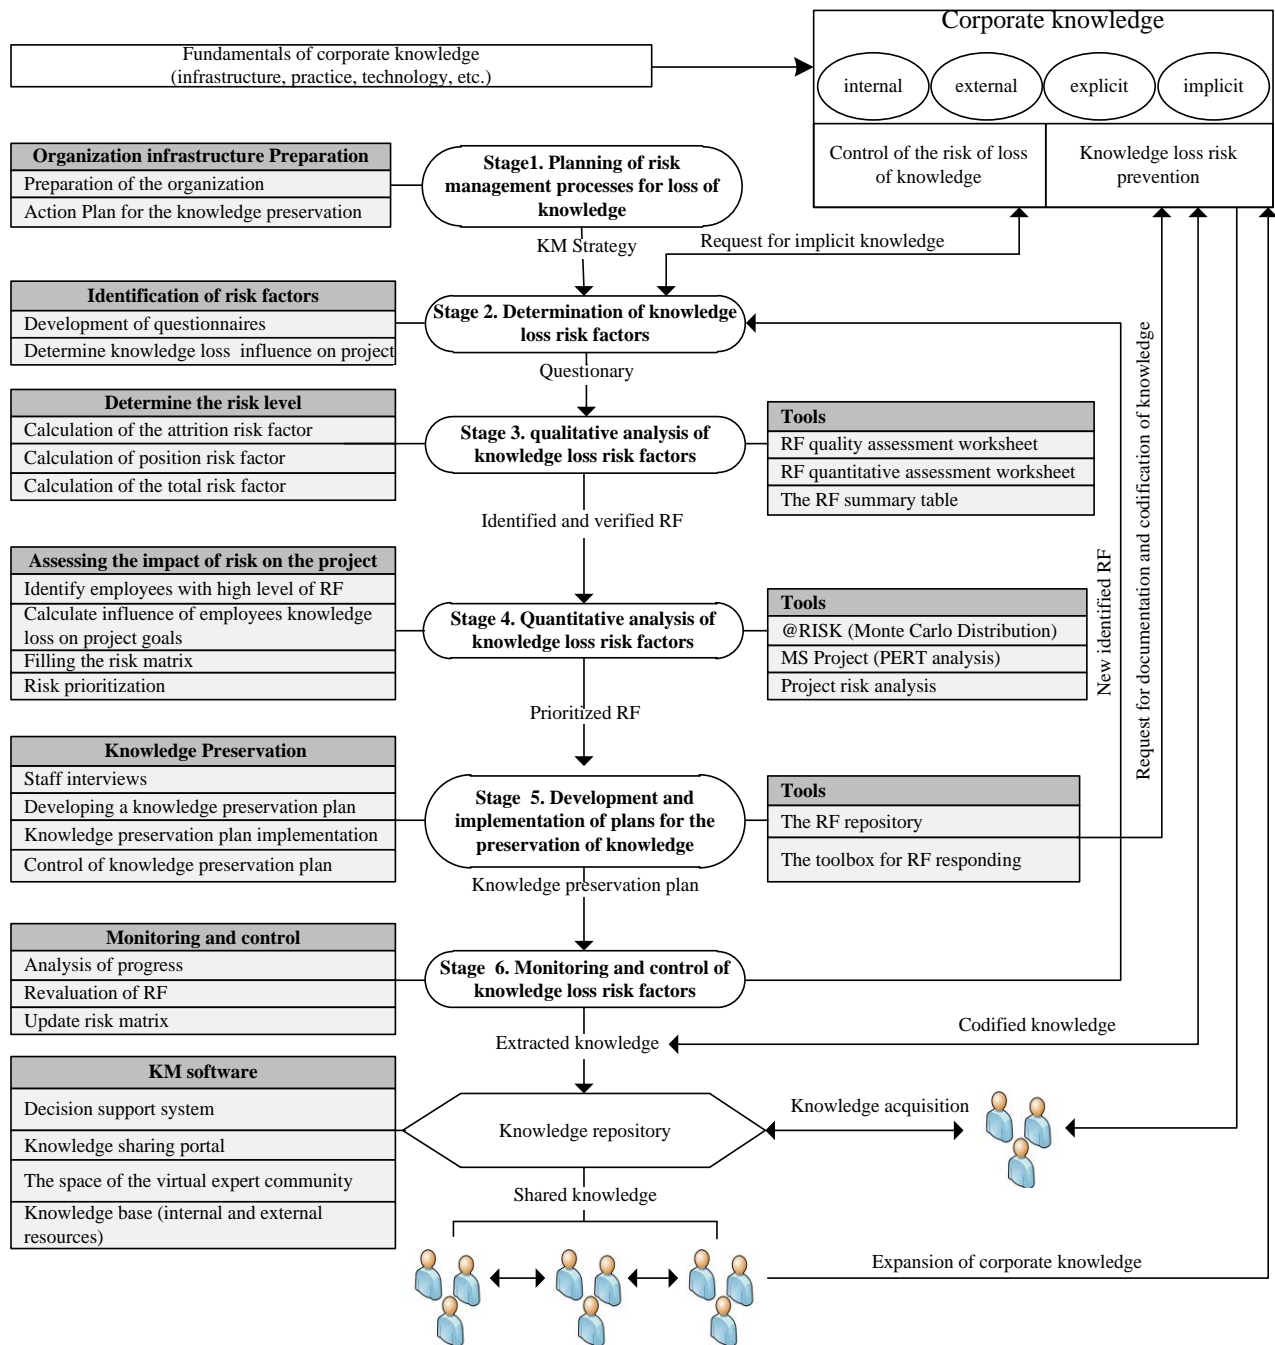 Corporate knowledge
Fundamentals of corporate knowledge
(infrastructure, practice, technology, etc.)
internal
external
explicit
implicit
Control of the risk of loss
of knowledge
Knowledge loss risk
prevention
Organization infrastructure Preparation
Preparation of the organization
Action Plan for the knowledge preservation
Stage1. Planning of risk
management processes for loss of
knowledge
KM Strategy
Request for implicit knowledge
Identification of risk factors
Development of questionnaires
Determine knowledge loss  influence on project
Stage 2. Determination of knowledge
loss risk factors
Questionary
Determine the risk level
Calculation of the attrition risk factor
Calculation of position risk factor
Calculation of the total risk factor
Stage 3. qualitative analysis of
knowledge loss risk factors
Tools
RF quality assessment worksheet
RF quantitative assessment worksheet
The RF summary table
Identified and verified RF
Assessing the impact of risk on the project
Identify employees with high level of RF
Calculate influence of employees knowledge
loss on project goals
Filling the risk matrix
Risk prioritization
Stage 4. Quantitative analysis of
knowledge loss risk factors
Tools
@RISK (Monte Carlo Distribution)
MS Project (PERT analysis)
Project risk analysis
New identified RF
Request for documentation and codification of knowledge
Prioritized RF
Knowledge Preservation
Staff interviews
Developing a knowledge preservation plan
Knowledge preservation plan implementation
Control of knowledge preservation plan
Stage  5. Development and
implementation of plans for the
preservation of knowledge
Tools
The RF repository
The toolbox for RF responding
Knowledge preservation plan
Monitoring and control
Analysis of progress
Revaluation of RF
Update risk matrix
Stage  6. Monitoring and control of
knowledge loss risk factors
Extracted knowledge
Codified knowledge
KM software
Decision support system
Knowledge sharing portal
The space of the virtual expert community
Knowledge base (internal and external
resources)
Knowledge repository
Knowledge acquisition
Shared knowledge
Expansion of corporate knowledge